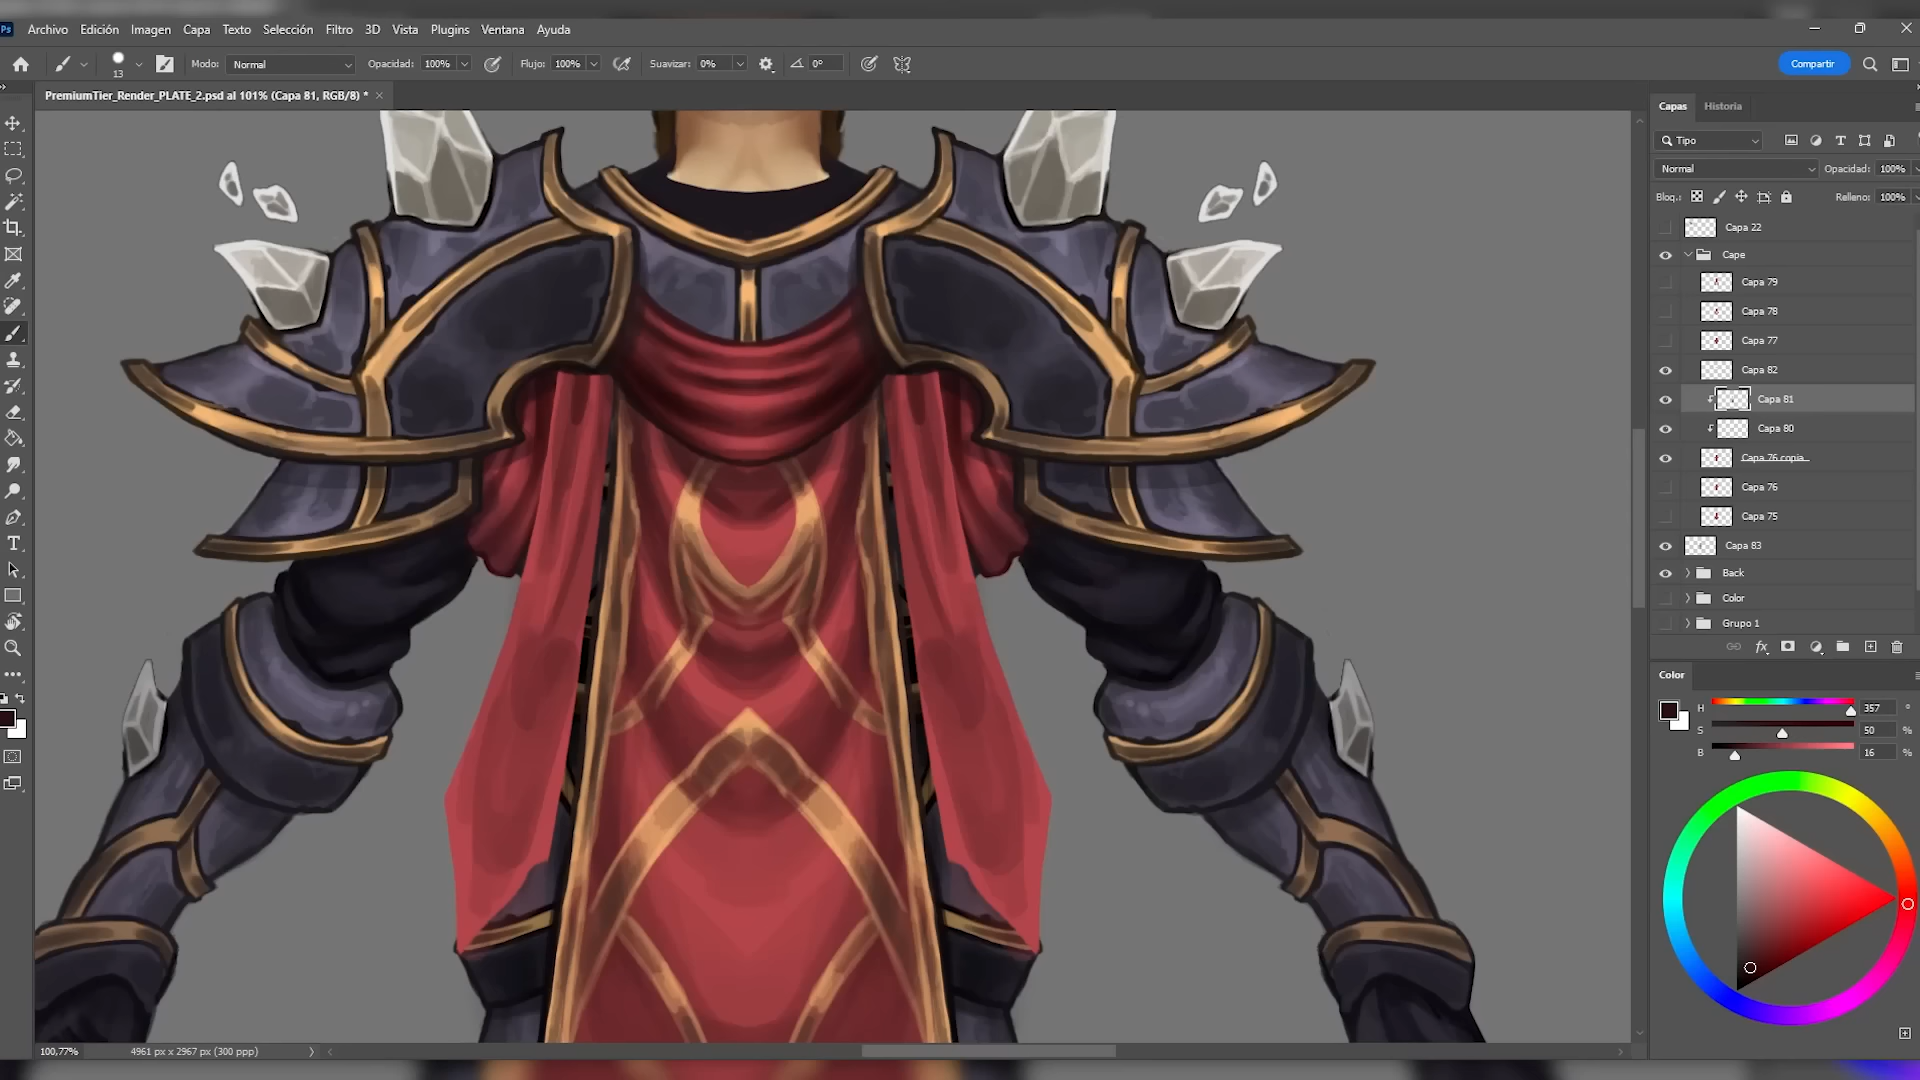 Ps Archivo Edición Imagen Capa Texto Selección Filtro 3D Vista Plugins Ventana Ayuda
13 Modo: Normal Opacidad: 100% Flujo: 100% Suavizar: 0% 0° Compartir
PremiumTier_Render_PLATE_2.psd al 101% (Capa 81, RGB/8) * ×
Capas Historia
Tipo
Normal Opacidad: 100%
Bloq.: Relleno: 100%
Capa 22
Cape
Capa 79
Capa 78
Capa 77
Capa 82
Capa 81
Capa 80
Capa 76 copia
Capa 76
Capa 75
Capa 83
Back
Color
Grupo 1
fx
Color
H 357 °
S 50 %
B 16 %
100,77% 4961 px x 2967 px (300 ppp)